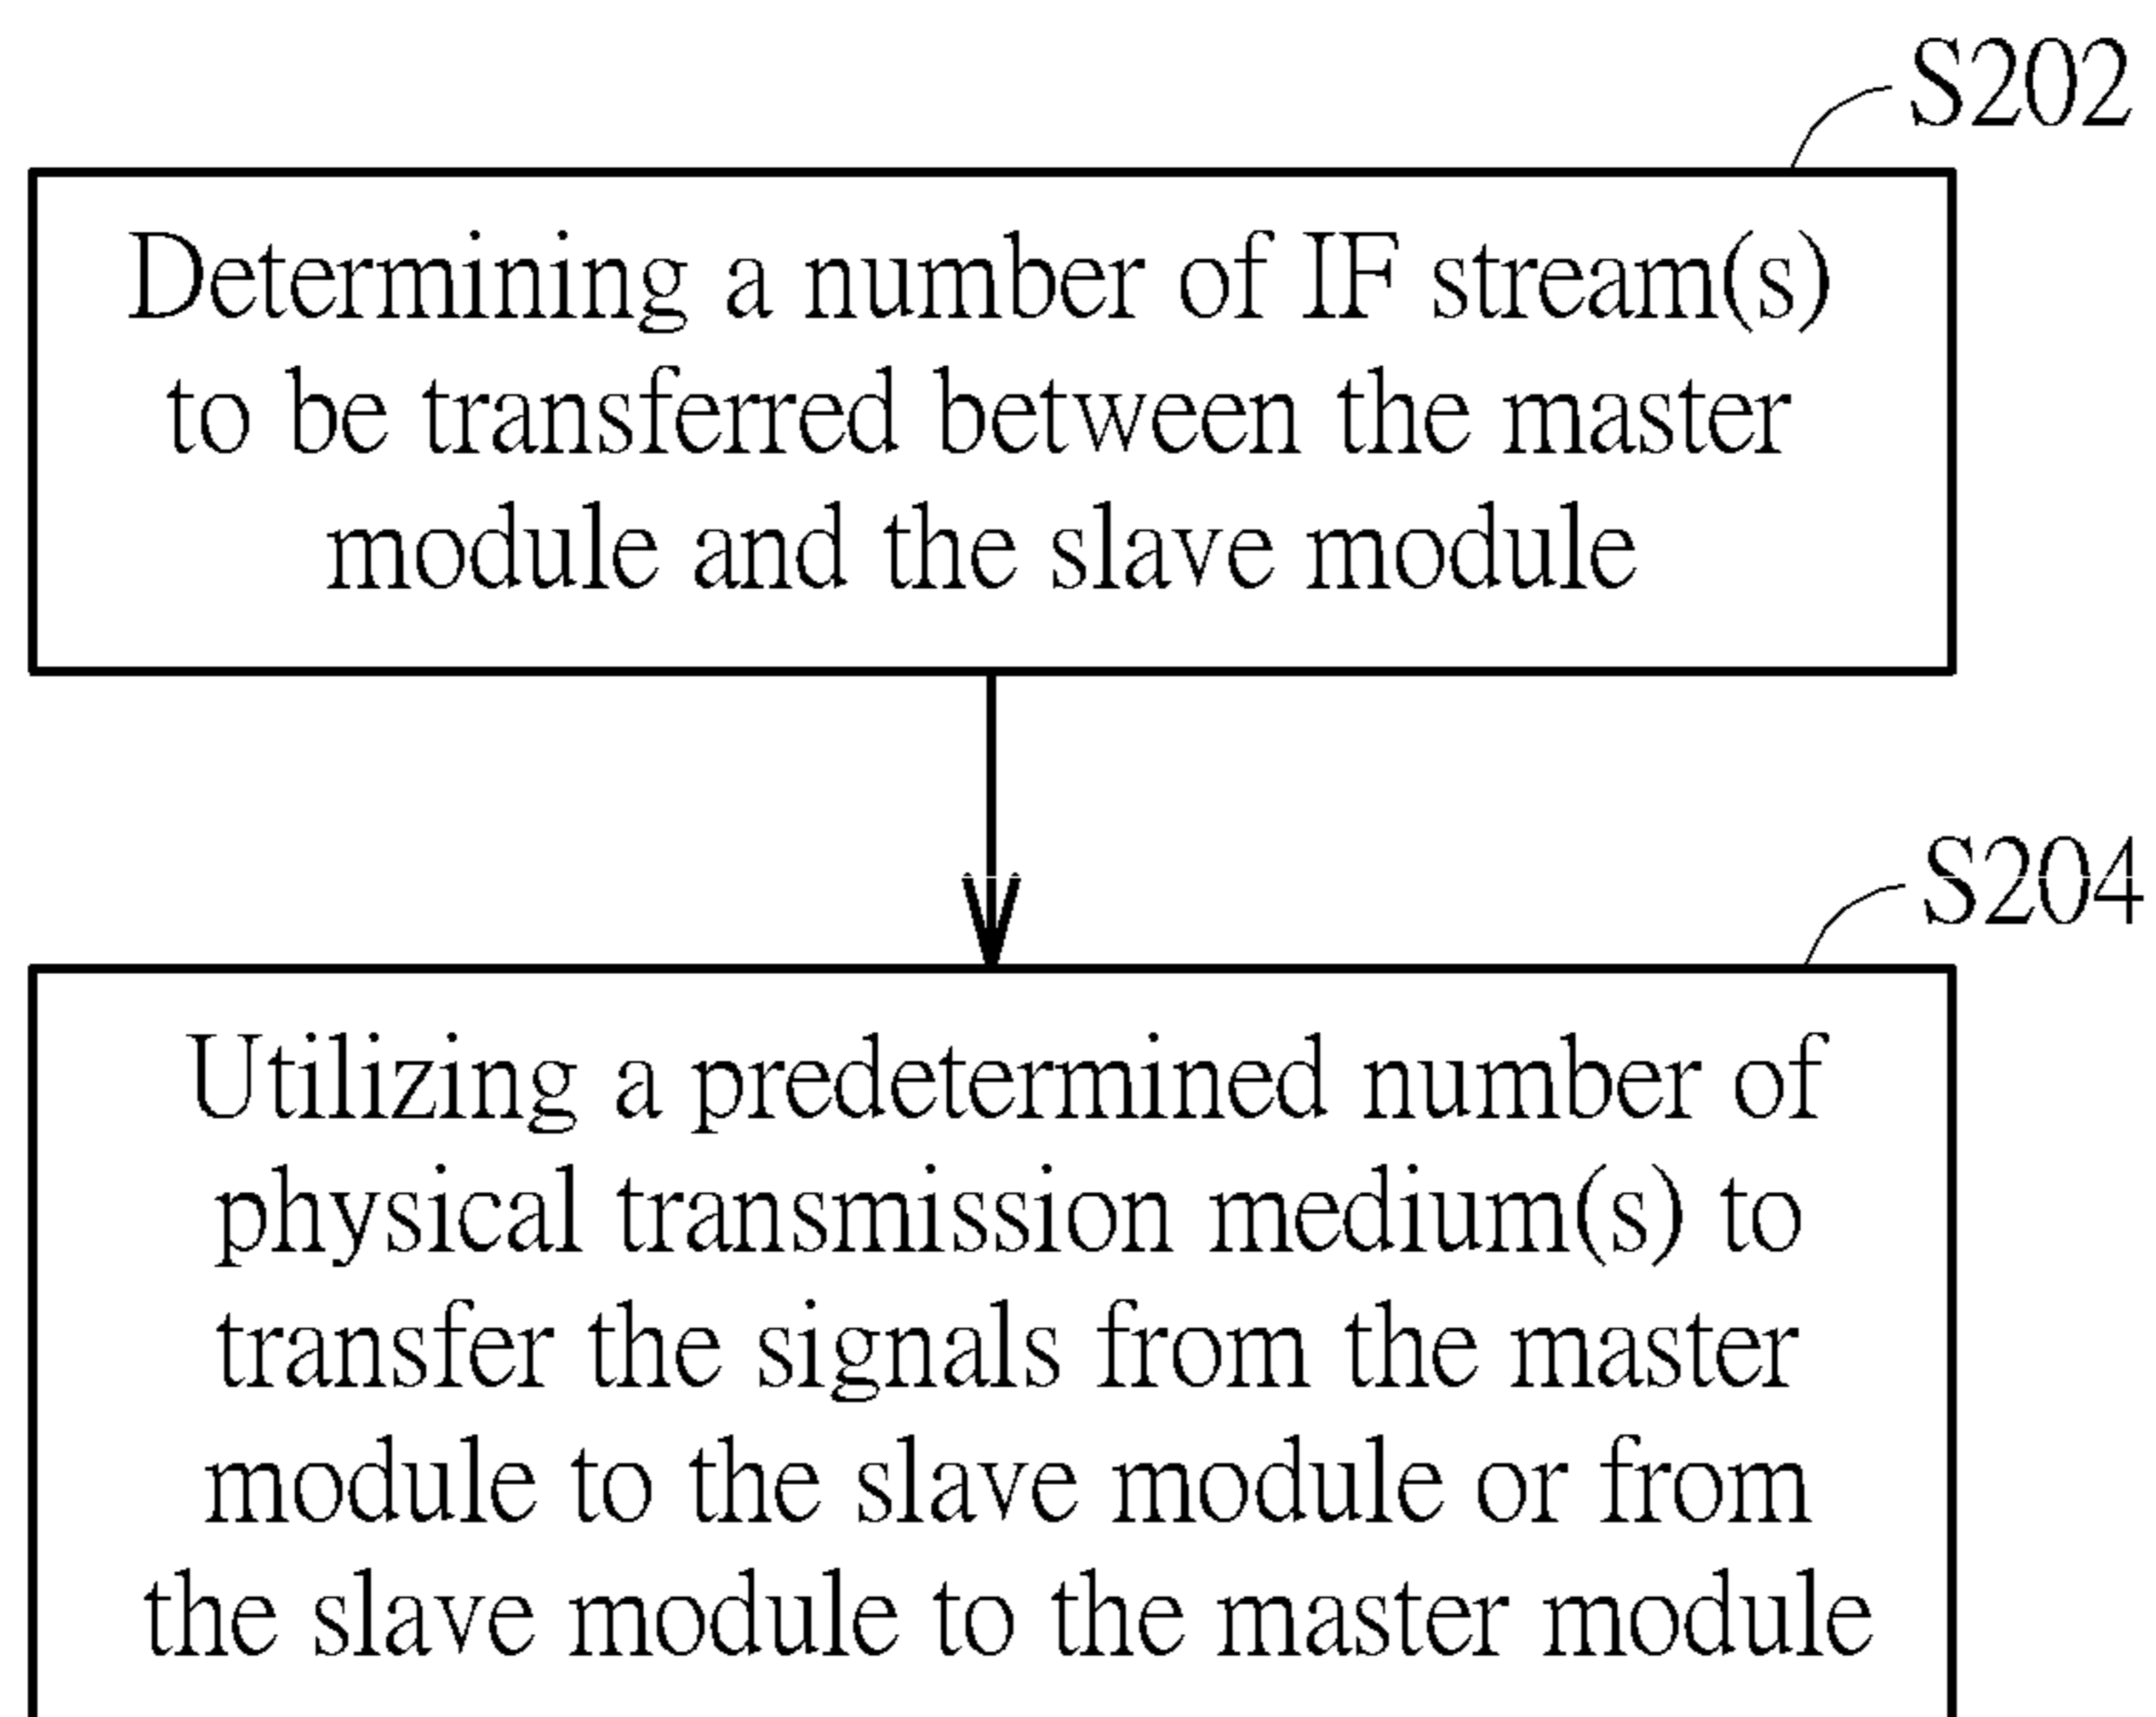 S202
Determining a number of IF stream(s)
to be transferred between the master
module and the slave module
S204
Utilizing a predetermined number of
physical transmission medium(s) to
transfer the signals from the master
module to the slave module or from
the slave module to the master module